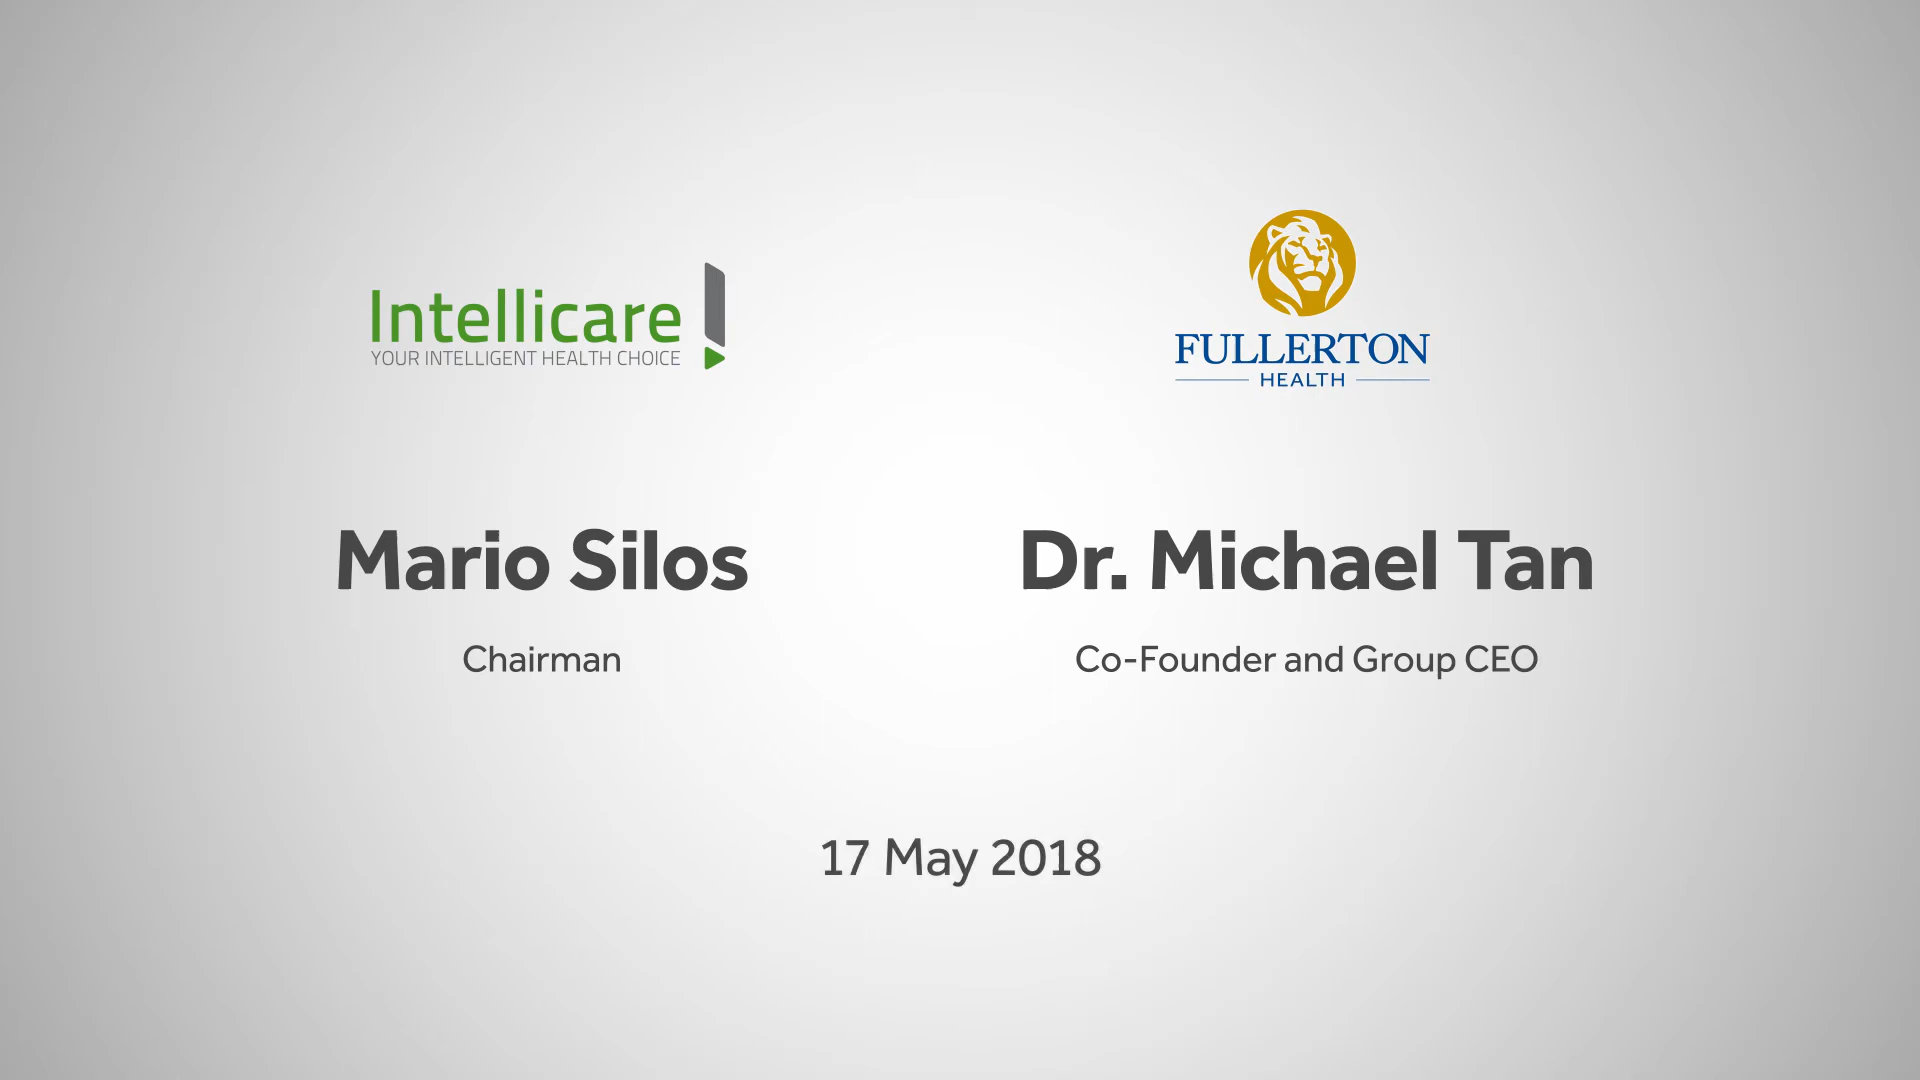 Intellicare
YOUR INTELLIGENT HEALTH CHOICE
FULLERTON
HEALTH
Mario Silos
Chairman
Dr. Michael Tan
Co-Founder and Group CEO
17 May 2018